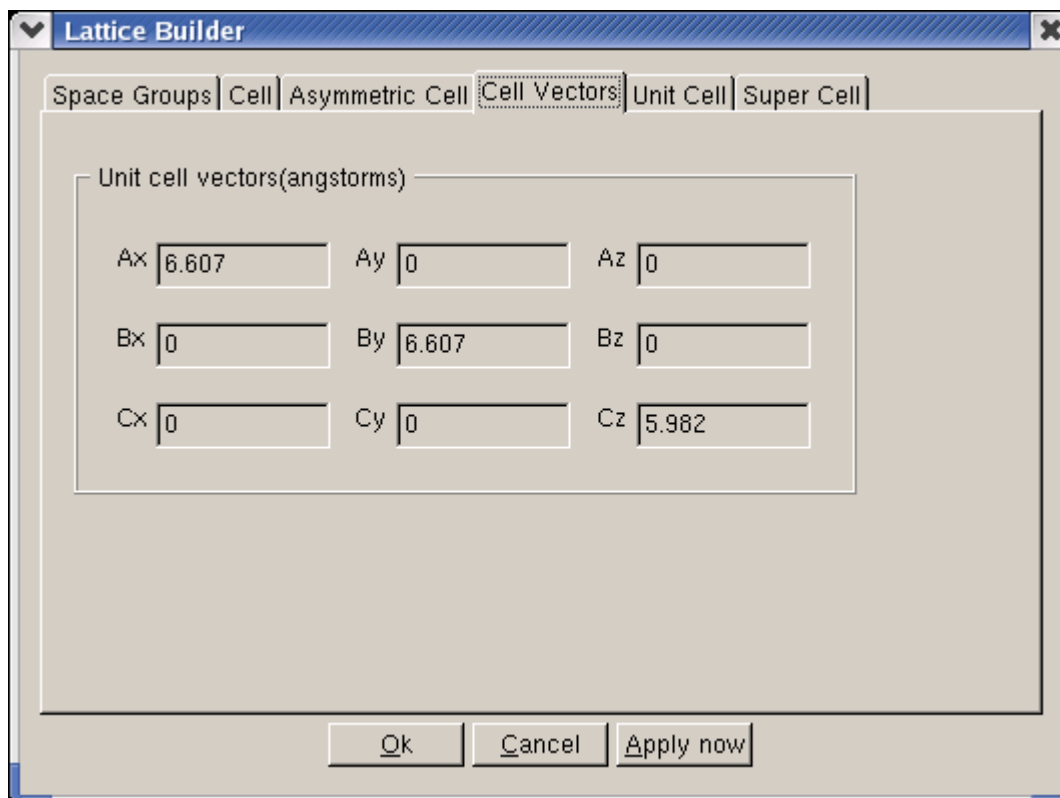 Lattice Builder
Space Groups Cell Asymmetric Cell Cell Vectors Unit Cell Super Cell
Unit cell vectors(angstorms)
Ax 6.607 Ay 0 Az 0
Bx 0 By 6.607 Bz 0
Cx 0 Cy 0 Cz 5.982
Ok Cancel Apply now